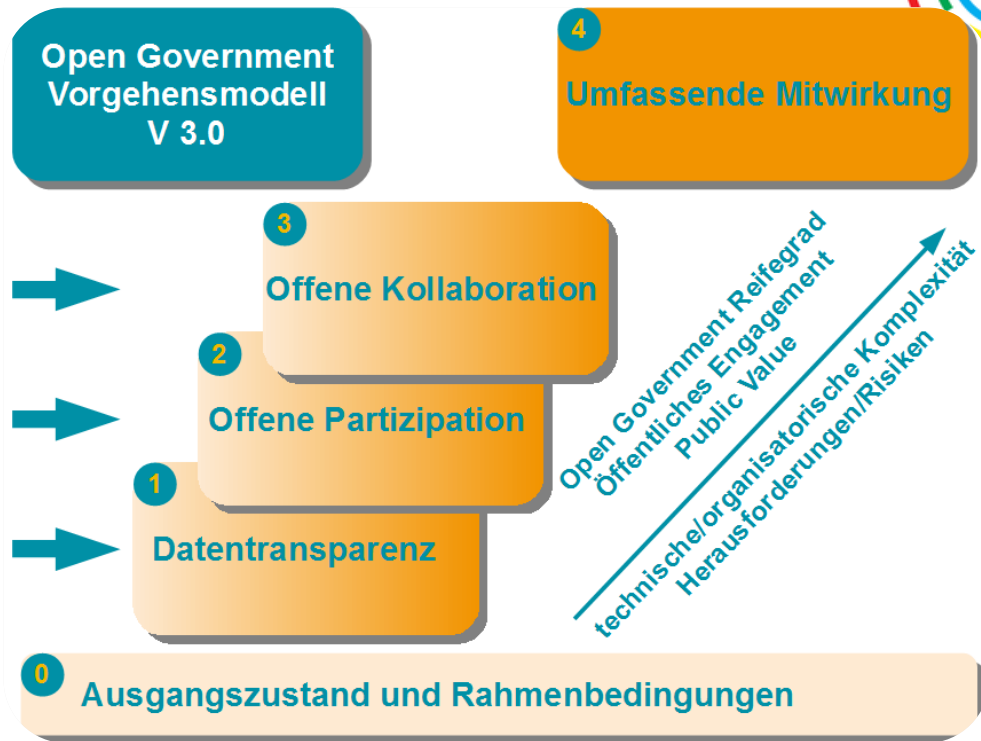 Open Government
Vorgehensmodell
V 3.0
4
Umfassende Mitwirkung
3
Offene Kollaboration
2
Offene Partizipation
1
Datentransparenz
Open Government Reifegrad
Öffentliches Engagement
Public Value
technische/organisatorische Komplexität
Herausforderungen/Risiken
0
Ausgangszustand und Rahmenbedingungen